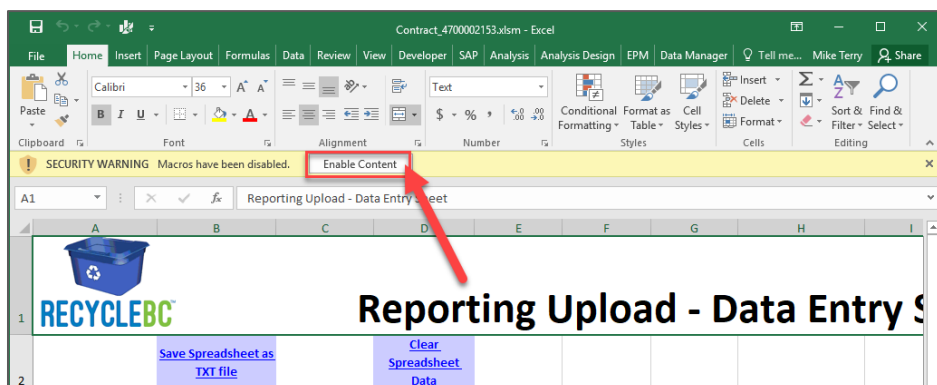 Contract_4700002153.xlsm - Excel
File Home Insert Page Layout Formulas Data Review View Developer SAP Analysis Analysis Design EPM Data Manager Tell me... Mike Terry Share
Calibri 36 A A Text Insert
Paste B I U A $ % , Conditional Format as Cell Delete Sort & Find &
Formatting Table Styles Format Filter Select
Clipboard Font Alignment Number Styles Cells Editing
SECURITY WARNING Macros have been disabled. Enable Content
A1 fx Reporting Upload - Data Entry Sheet
A B C D E F G H I
1 RECYCLEBC Reporting Upload - Data Entry S
2 Save Spreadsheet as
TXT file
Clear
Spreadsheet
Data